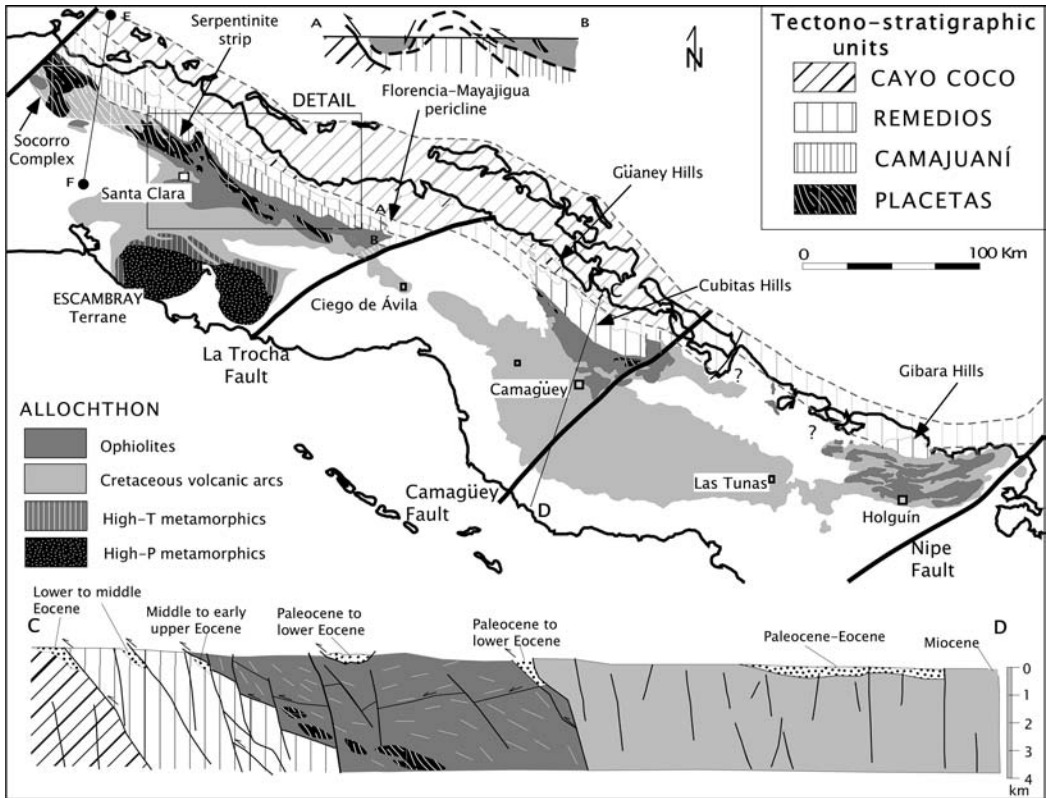 A
B
E
Serpentinite
strip
N
Florencia-Mayajigua
pericline
DETAIL
Socorro
Complex
F
Santa Clara
A
B
Güaney Hills
Tectono-stratigraphic
units
CAYO COCO
REMEDIOS
CAMAJUANÍ
PLACETAS
0 100 Km
ESCAMBRAY
Terrane
Ciego de Ávila
Cubitas Hills
La Trocha
Fault
Camagüey
?
?
Gibara Hills
ALLOCHTHON
Ophiolites
Cretaceous volcanic arcs
High-T metamorphics
High-P metamorphics
Camagüey
Fault
D
Las Tunas
Holguín
Nipe
Fault
Lower to middle
Eocene
Middle to early
upper Eocene
Paleocene to
lower Eocene
Paleocene to
lower Eocene
Paleocene-Eocene
Miocene
C
D
0
1
2
3
4
km